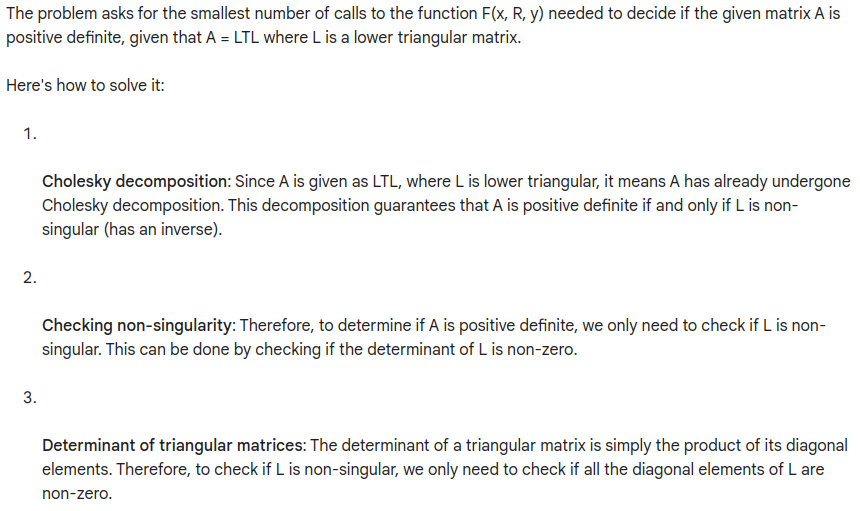 The problem asks for the smallest number of calls to the function F(x, R, y) needed to decide if the given matrix A is
positive definite, given that A = LTL where L is a lower triangular matrix.
Here's how to solve it:
1.
Cholesky decomposition: Since A is given as LTL, where L is lower triangular, it means A has already undergone
Cholesky decomposition. This decomposition guarantees that A is positive definite if and only if L is non-
singular (has an inverse).
2.
Checking non-singularity: Therefore, to determine if A is positive definite, we only need to check if L is non-
singular. This can be done by checking if the determinant of L is non-zero.
3.
Determinant of triangular matrices: The determinant of a triangular matrix is simply the product of its diagonal
elements. Therefore, to check if L is non-singular, we only need to check if all the diagonal elements of L are
non-zero.